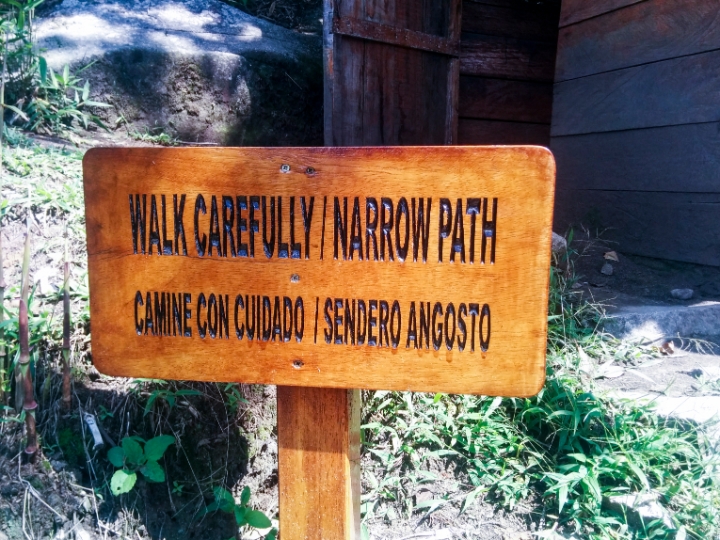 WALK CAREFULLY / NARROW PATH
CAMINE CON CUIDADO / SENDERO ANGOSTO